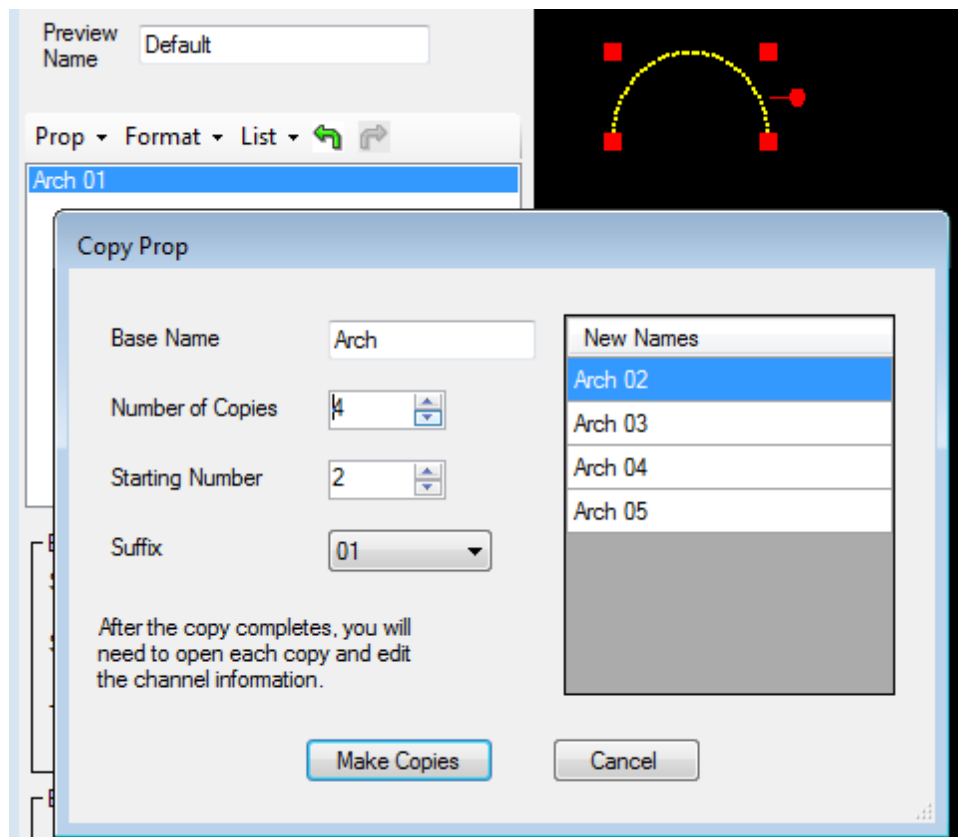 Preview
Name
Default
Prop Format List
Arch 01
Copy Prop
Base Name Arch
Number of Copies 4
Starting Number 2
Suffix 01
After the copy completes, you will
need to open each copy and edit
the channel information.
New Names
Arch 02
Arch 03
Arch 04
Arch 05
Make Copies Cancel